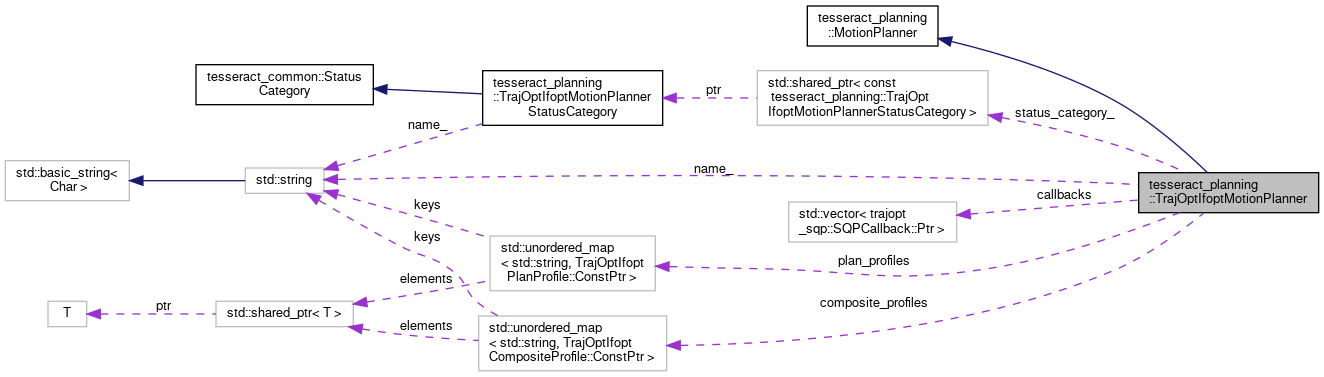 tesseract_planning
::MotionPlanner
tesseract_common::Status
Category
tesseract_planning
::TrajOptIfoptMotionPlanner
StatusCategory
ptr
std::shared_ptr< const
tesseract_planning::TrajOpt
IfoptMotionPlannerStatusCategory >
status_category_
name_
std::basic_string<
Char >
std::string
name_
tesseract_planning
::TrajOptIfoptMotionPlanner
callbacks
keys
std::vector< trajopt
_sqp::SQPCallback::Ptr >
keys
std::unordered_map
< std::string, TrajOptIfopt
PlanProfile::ConstPtr >
plan_profiles
elements
T
ptr
std::shared_ptr< T >
composite_profiles
elements
std::unordered_map
< std::string, TrajOptIfopt
CompositeProfile::ConstPtr >